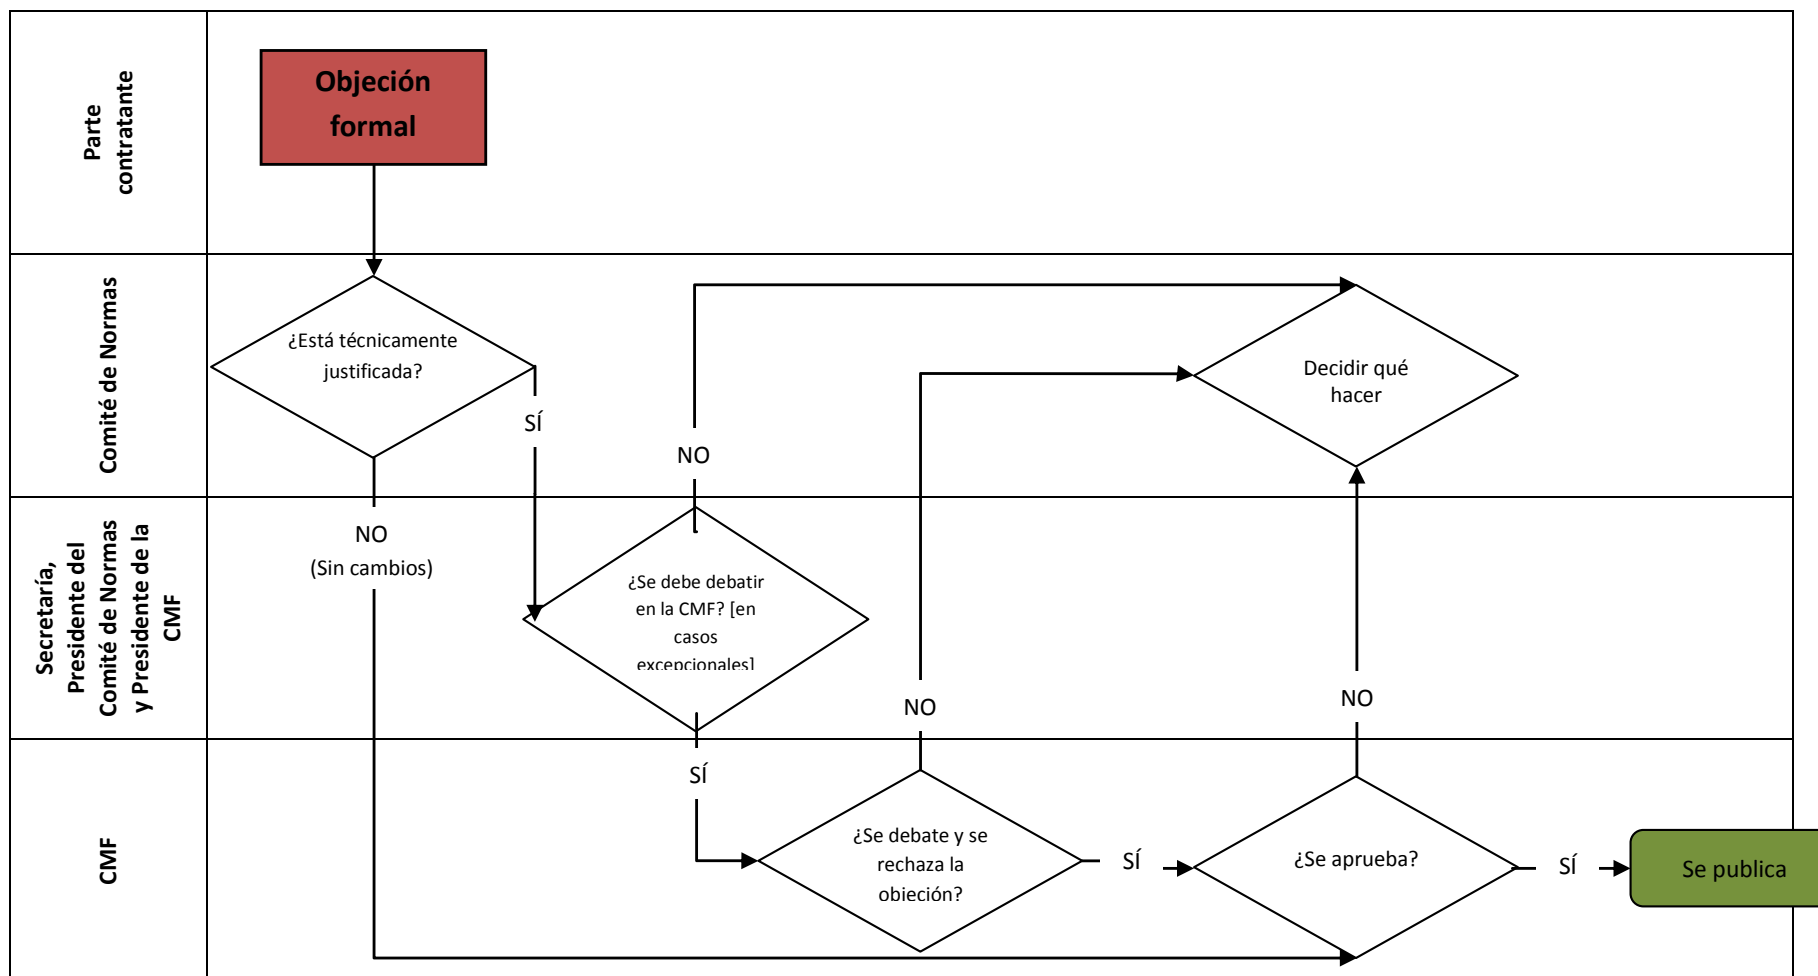 Parte
contratante
Objeción
formal
Comité de Normas
¿Está técnicamente
justificada?
SÍ
NO
Decidir qué
hacer
Secretaría,
Presidente del
Comité de Normas
y Presidente de la
CMF
NO
(Sin cambios)
¿Se debe debatir
en la CMF? [en
casos
excepcionales]
NO
NO
CMF
SÍ
¿Se debate y se
rechaza la
objeción?
SÍ
¿Se aprueba?
SÍ
Se publica